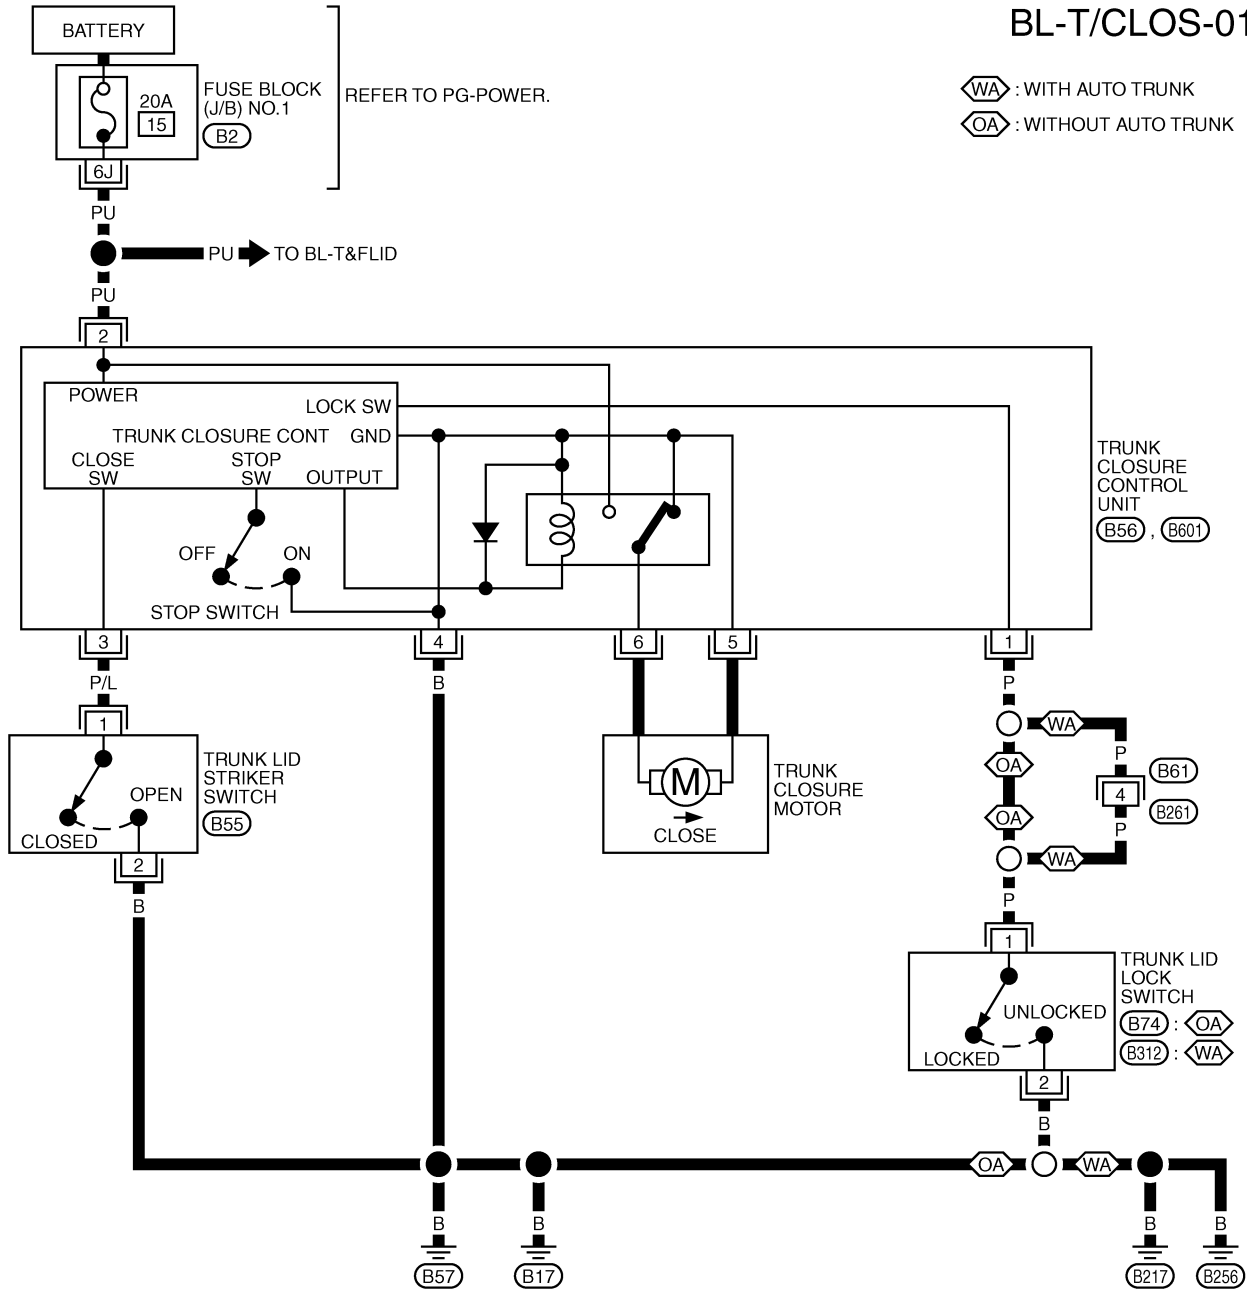 BL-T/CLOS-01
BATTERY
20A
15
FUSE BLOCK
(J/B) NO.1
B2
REFER TO PG-POWER.
WA : WITH AUTO TRUNK
OA : WITHOUT AUTO TRUNK
6J
PU
PU TO BL-T&FLID
PU
2
POWER
LOCK SW
TRUNK CLOSURE CONT GND
CLOSE
SW
STOP
SW
OUTPUT
OFF ON
STOP SWITCH
TRUNK
CLOSURE
CONTROL
UNIT
B56 , B601
3 4 6 5 1
P/L B P
1
TRUNK LID
STRIKER
SWITCH
B55
OPEN
CLOSED
2
B
M
CLOSE
TRUNK
CLOSURE
MOTOR
WA
OA
P
B61
4
B261
OA
P
WA
P
1
UNLOCKED
LOCKED
TRUNK LID
LOCK
SWITCH
B74 : OA
B312 : WA
2
B
OA WA
B B B B
B57 B17 B217 B256